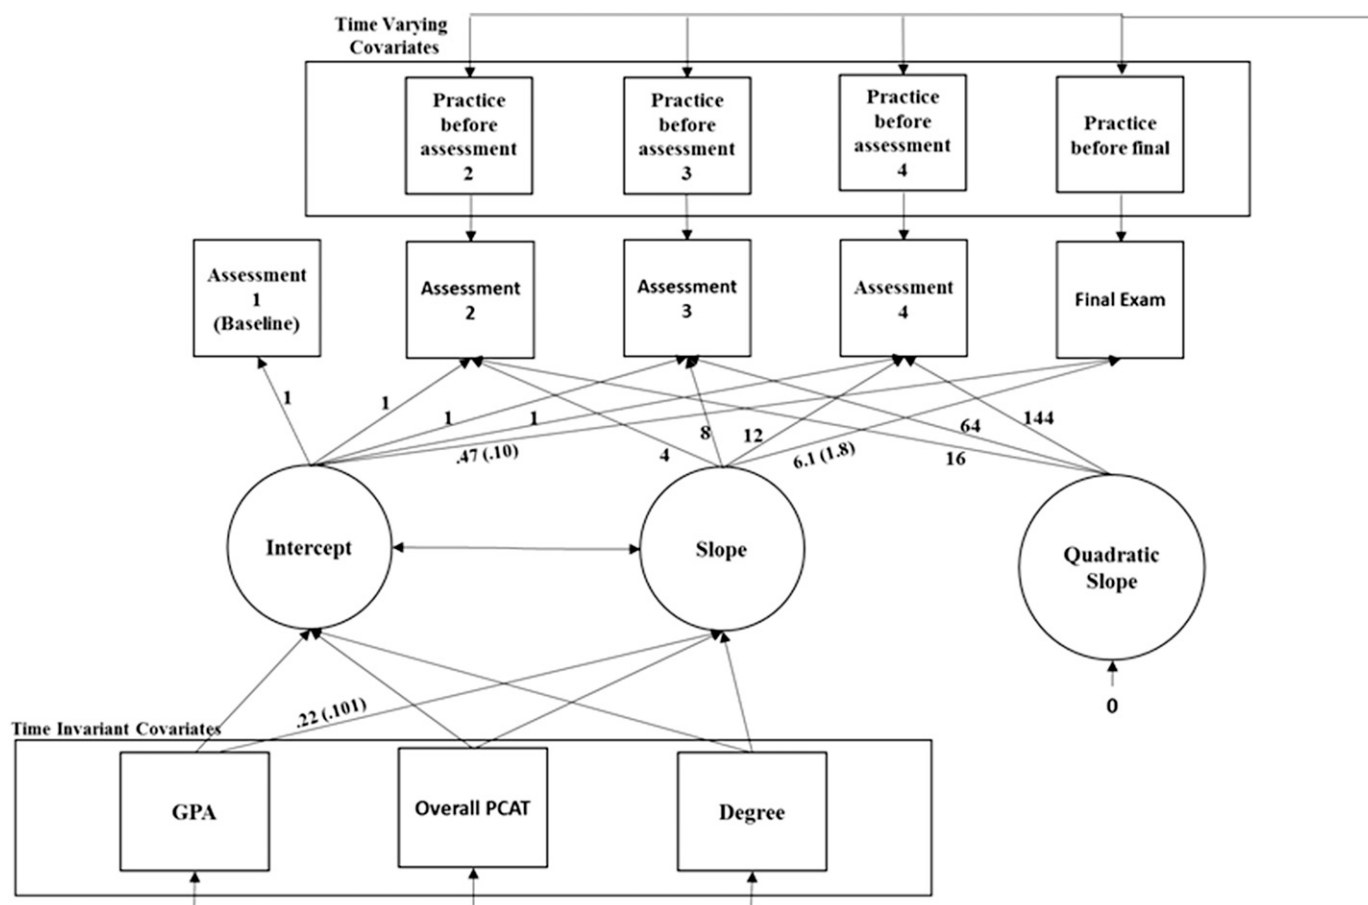 Time Varying
Covariates
Practice
before
assessment
2
Practice
before
assessment
3
Practice
before
assessment
4
Practice
before final
Assessment
1
(Baseline)
Assessment
2
Assessment
3
Assessment
4
Final Exam
1
1
1
1
.47 (.10)
4
8
12
6.1 (1.8)
16
64
144
Intercept
Slope
Quadratic
Slope
0
.22 (.101)
Time Invariant Covariates
GPA
Overall PCAT
Degree